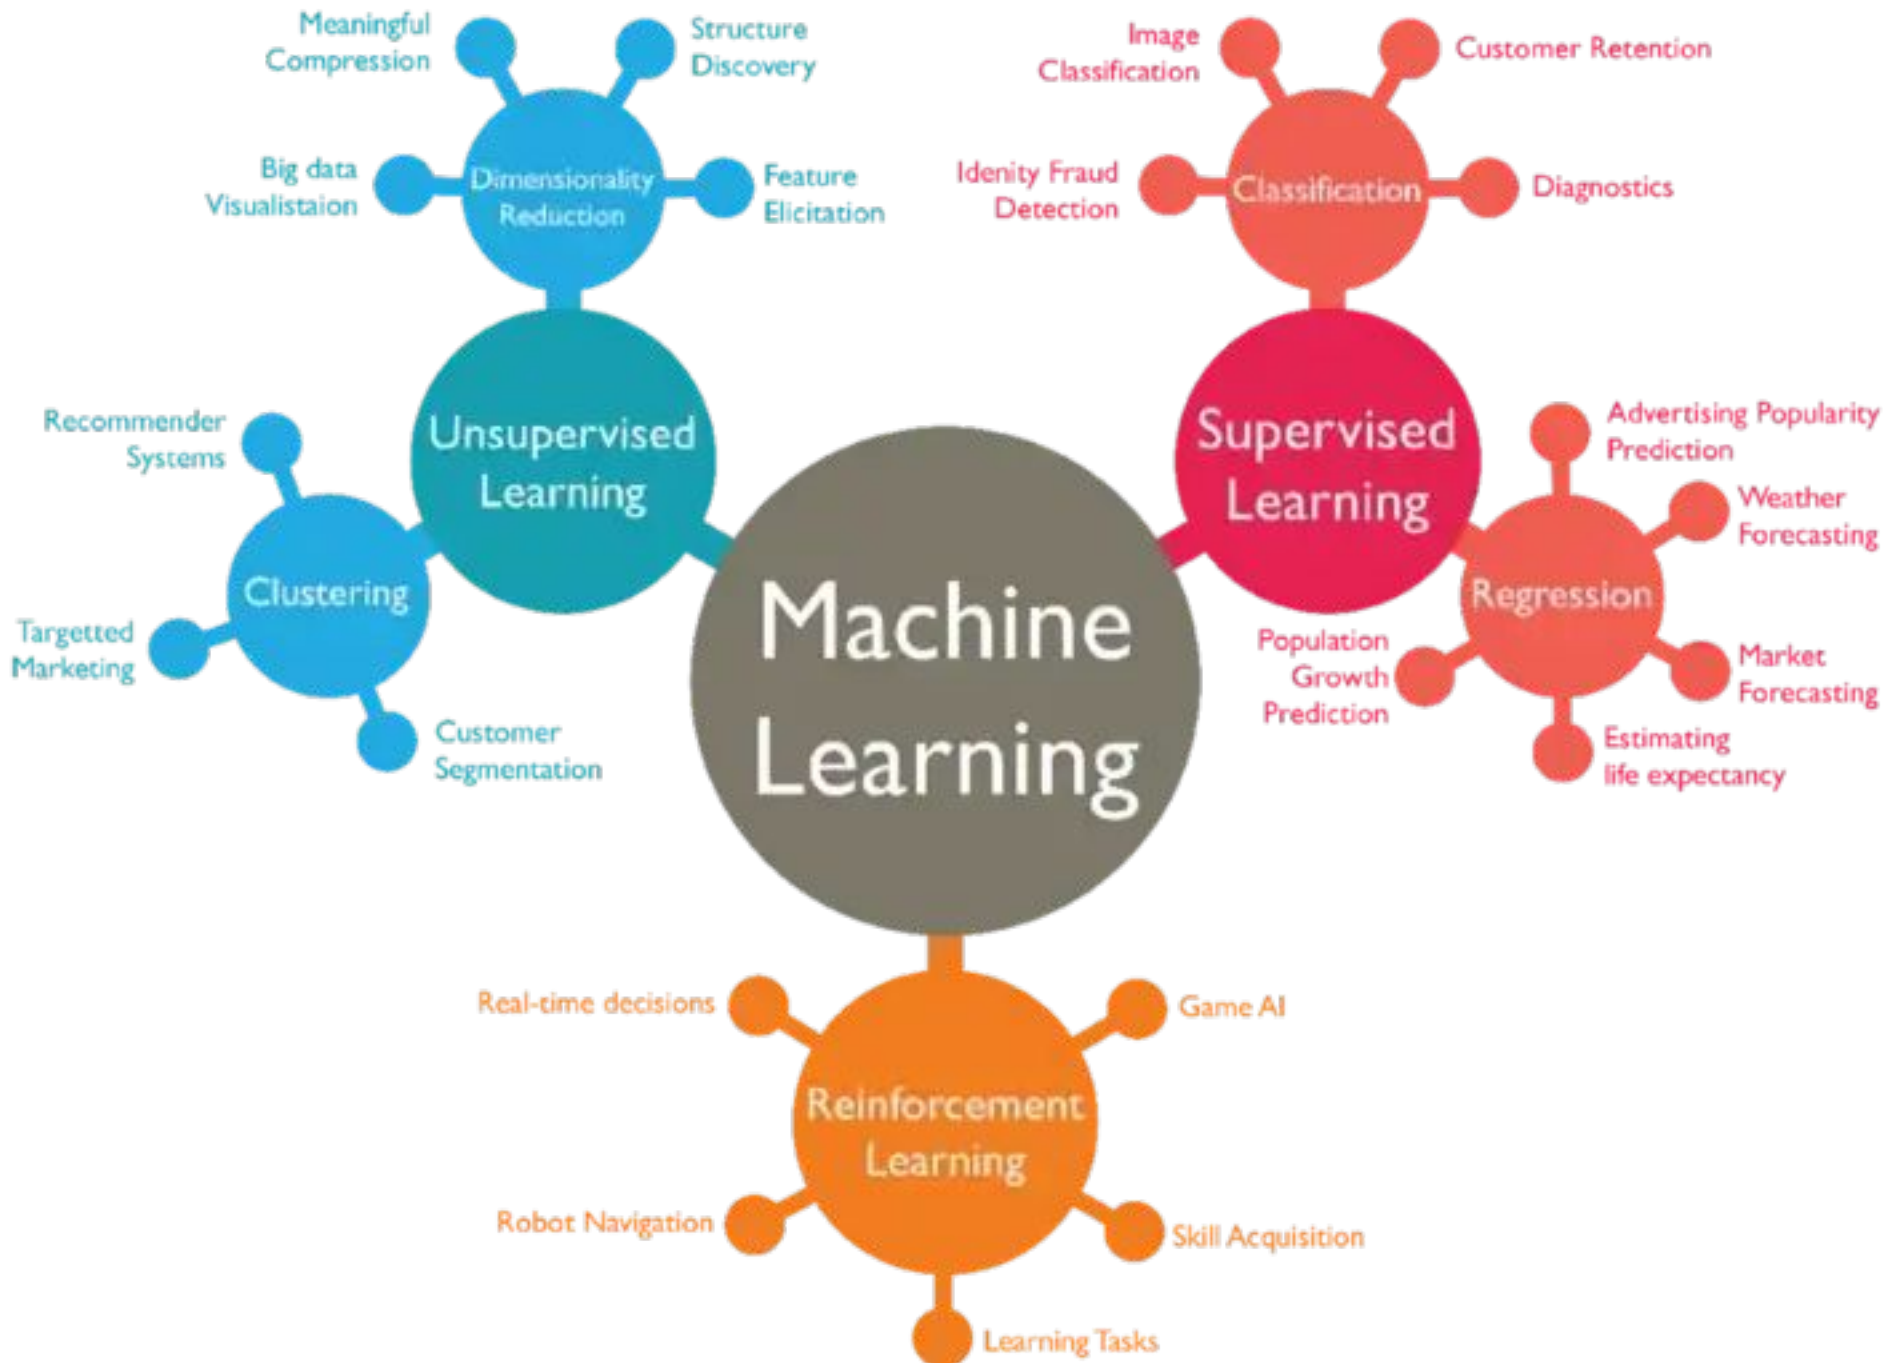 Meaningful
Compression
Structure
Discovery
Big data
Visualistaion
Dimensionality
Reduction
Feature
Elicitation
Image
Classification
Customer Retention
Idenity Fraud
Detection
Classification
Diagnostics
Unsupervised
Learning
Supervised
Learning
Recommender
Systems
Clustering
Targetted
Marketing
Customer
Segmentation
Machine
Learning
Advertising Popularity
Prediction
Weather
Forecasting
Regression
Population
Growth
Prediction
Market
Forecasting
Estimating
life expectancy
Real-time decisions
Game AI
Reinforcement
Learning
Robot Navigation
Skill Acquisition
Learning Tasks